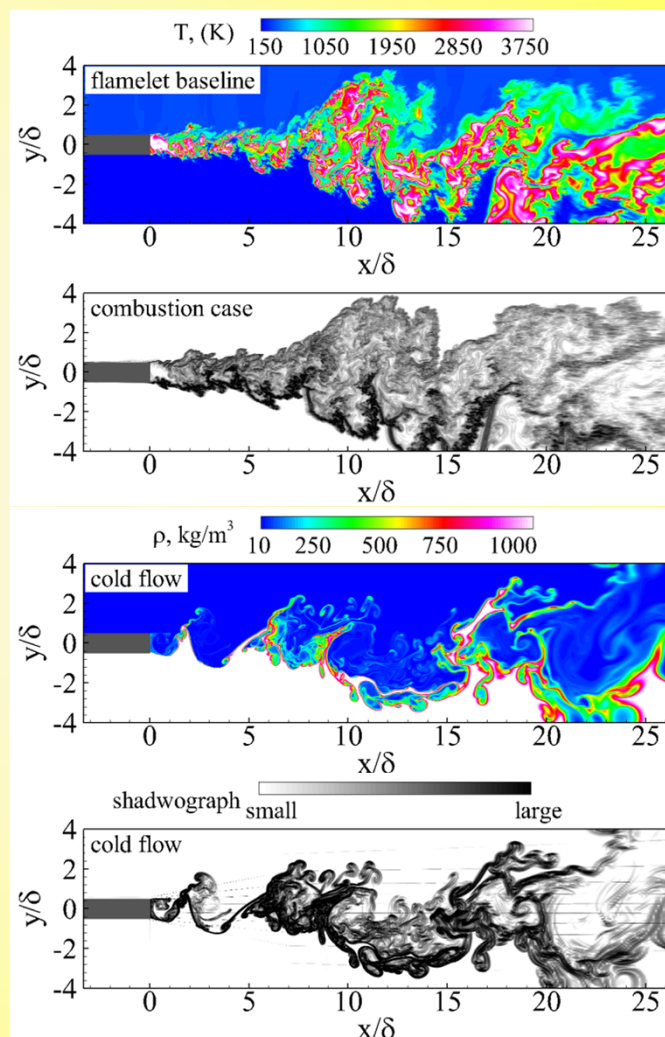 T, (K)
150 1050 1950 2850 3750
4
2
0
-2
-4
y/δ
flamelet baseline
0 5 10 15 20 25
x/δ
4
2
0
-2
-4
y/δ
combustion case
0 5 10 15 20 25
x/δ
ρ, kg/m³
10 250 500 750 1000
4
2
0
-2
-4
y/δ
cold flow
0 5 10 15 20 25
x/δ
shadwograph
small large
4
2
0
-2
-4
y/δ
cold flow
0 5 10 15 20 25
x/δ